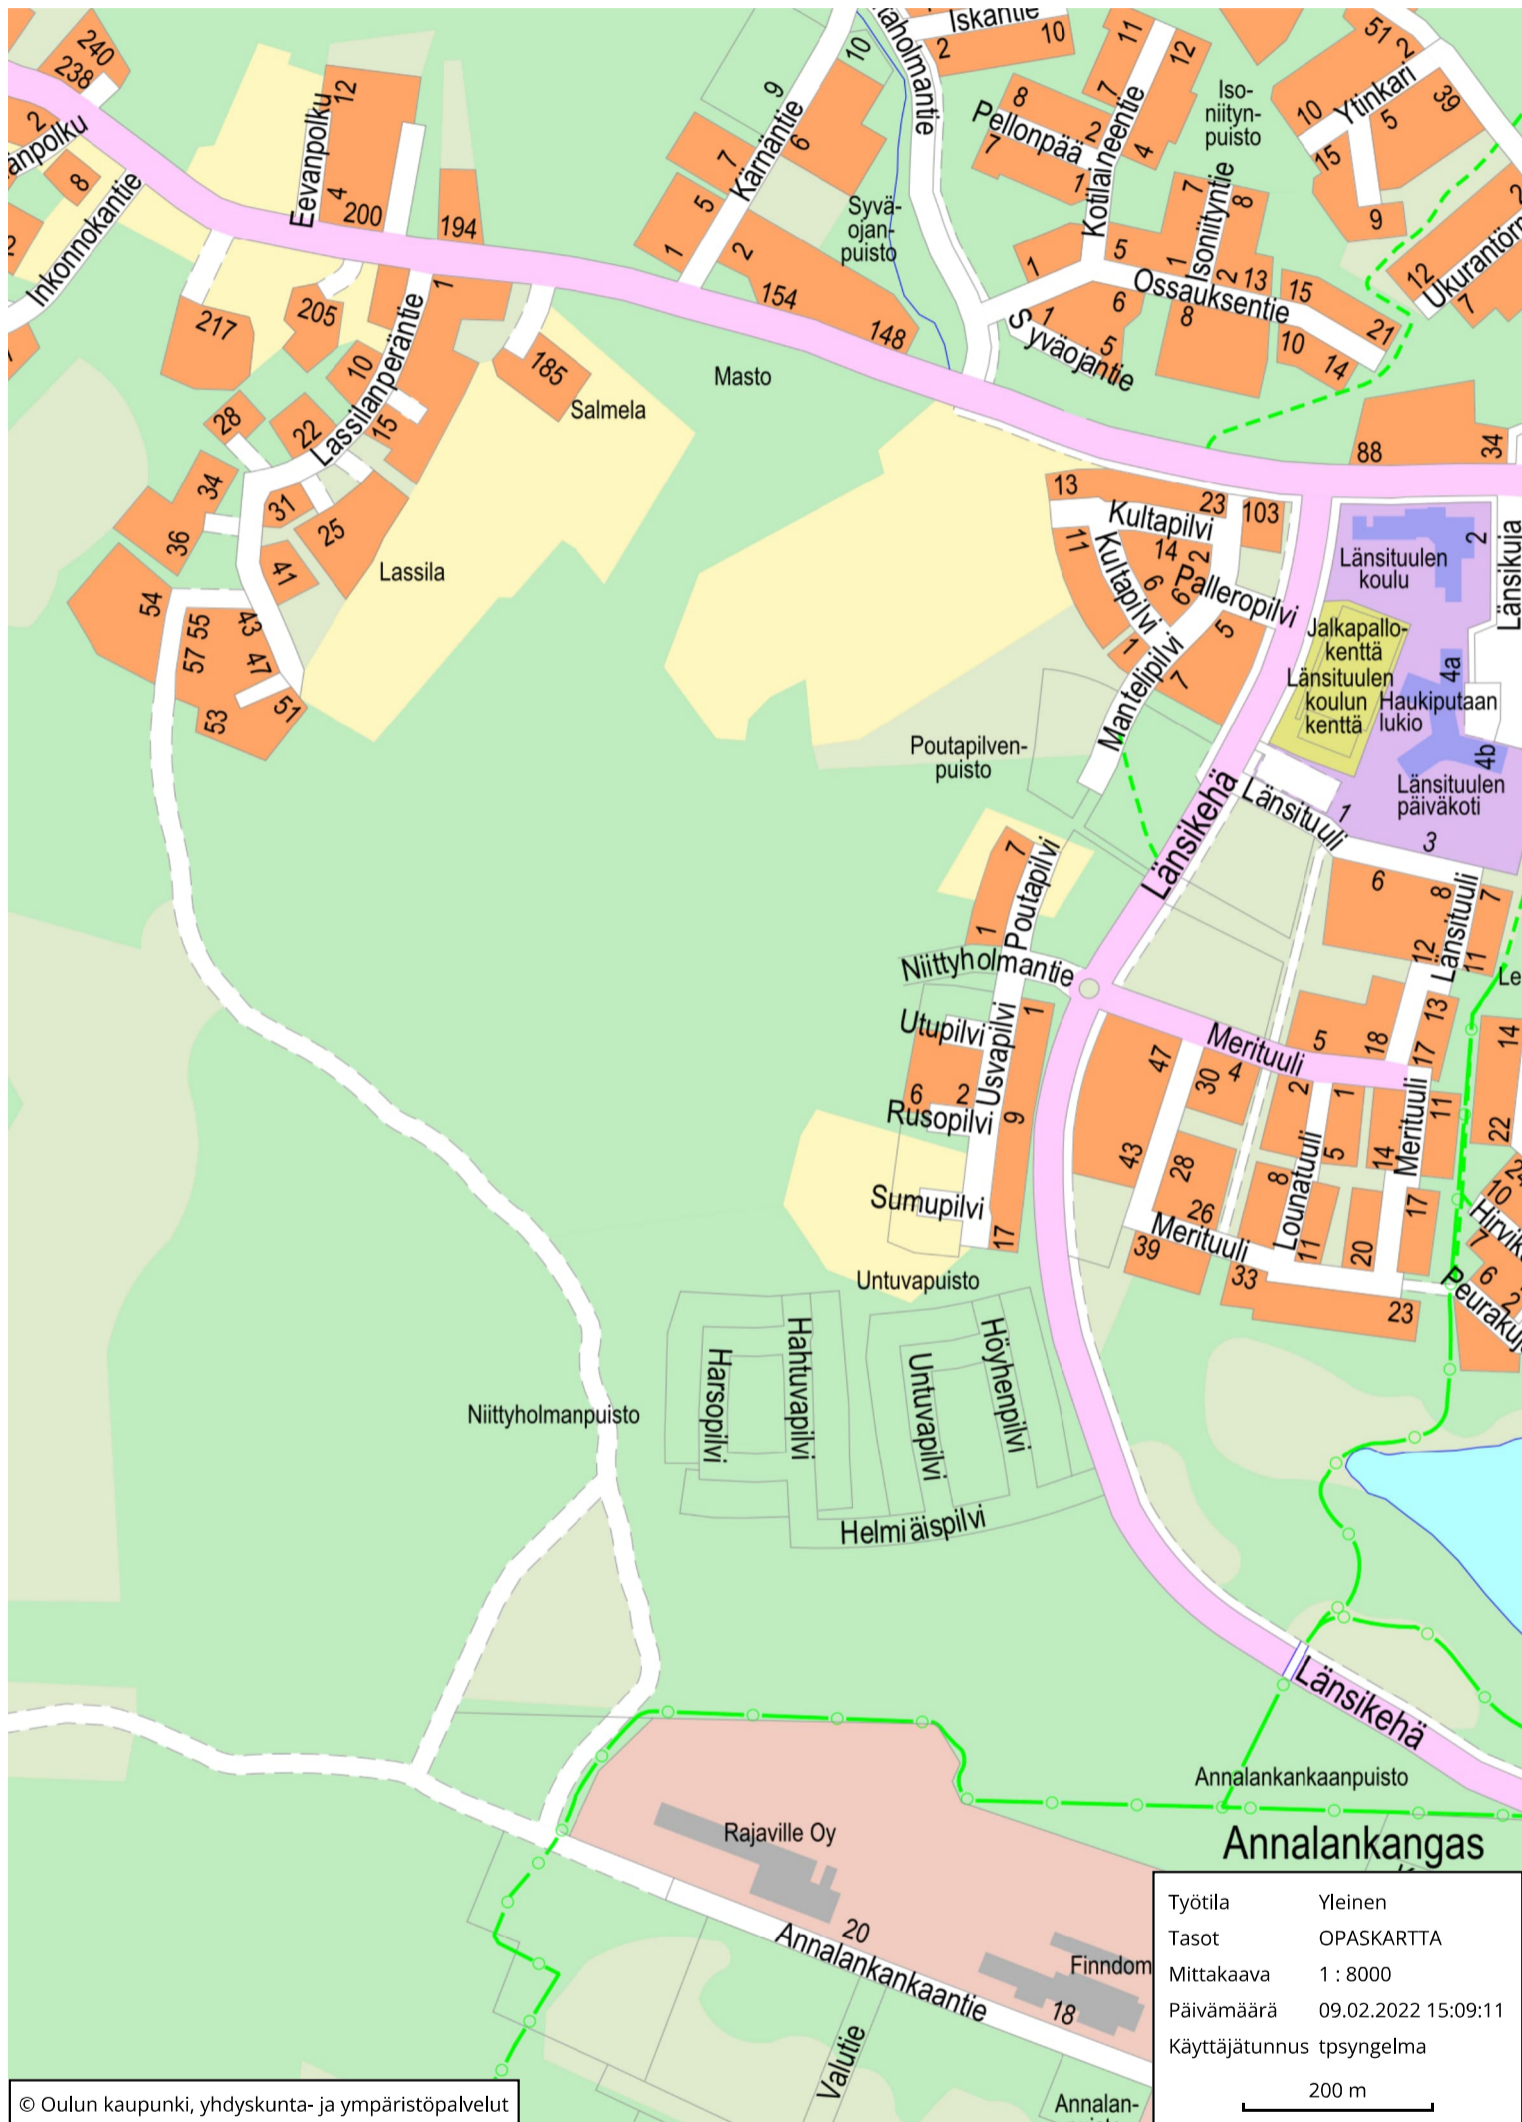 240
238
2
anpolku
8
Inkonnokantie
Eevanpolku
12
4
200
194
217
205
Lassilanperäntie
1
10
15
28
22
34
36
31
25
41
54
55
57
43
47
53
51
185
Salmela
Lassila
Masto
9
10
Kärnäntie
7
6
5
1
2
154
148
Syvä-
ojan-
puisto
aholmantie
Iskantie
2
10
11
12
7
8
Pellonpää
2
7
1
4
Kotilaineentie
Iso-
niityn-
puisto
7
8
Isoniityntie
1
2
13
5
1
Ossauksentie
15
21
6
8
10
14
1
5
Syväojantie
51
2
10
Ytinkari
39
5
15
9
12
7
88
34
13
23
103
Kultapilvi
11
14
2
Kultapilvi
6
6
Palleropilvi
5
1
7
Mantelipilvi
Länsituulen
koulu
2
Länsikuja
Jalkapallo-
kenttä
Länsituulen
koulun
kenttä
Haukiputaan
lukio
4a
4b
Länsituulen
päiväkoti
Poutapilven-
puisto
Länsikehä
Länsituuli
1
3
6
8
7
12
11
Länsituuli
Le
13
17
18
5
14
22
7
Poutapilvi
1
Niittyholmantie
Utupilvi
Usvapilvi
1
6
2
9
Rusopilvi
Sumupilvi
17
Untuvapuisto
Merituuli
47
30
4
43
28
26
Merituuli
39
33
2
1
5
8
Lounatuuli
11
14
11
Merituuli
20
17
23
10
7
6
Niittyholmanpuisto
Harsopilvi
Hahtuvapilvi
Untuvapilvi
Höyhenpilvi
Helmiäispilvi
Länsikehä
Annalankankaanpuisto
Annalankangas
Rajaville Oy
20
Annalankankaantie
Finndom
18
Valutie
Annalan-
Työtila Yleinen
Tasot OPASKARTTA
Mittakaava 1 : 8000
Päivämäärä 09.02.2022 15:09:11
Käyttäjätunnus tpsyngelma
200 m
© Oulun kaupunki, yhdyskunta- ja ympäristöpalvelut